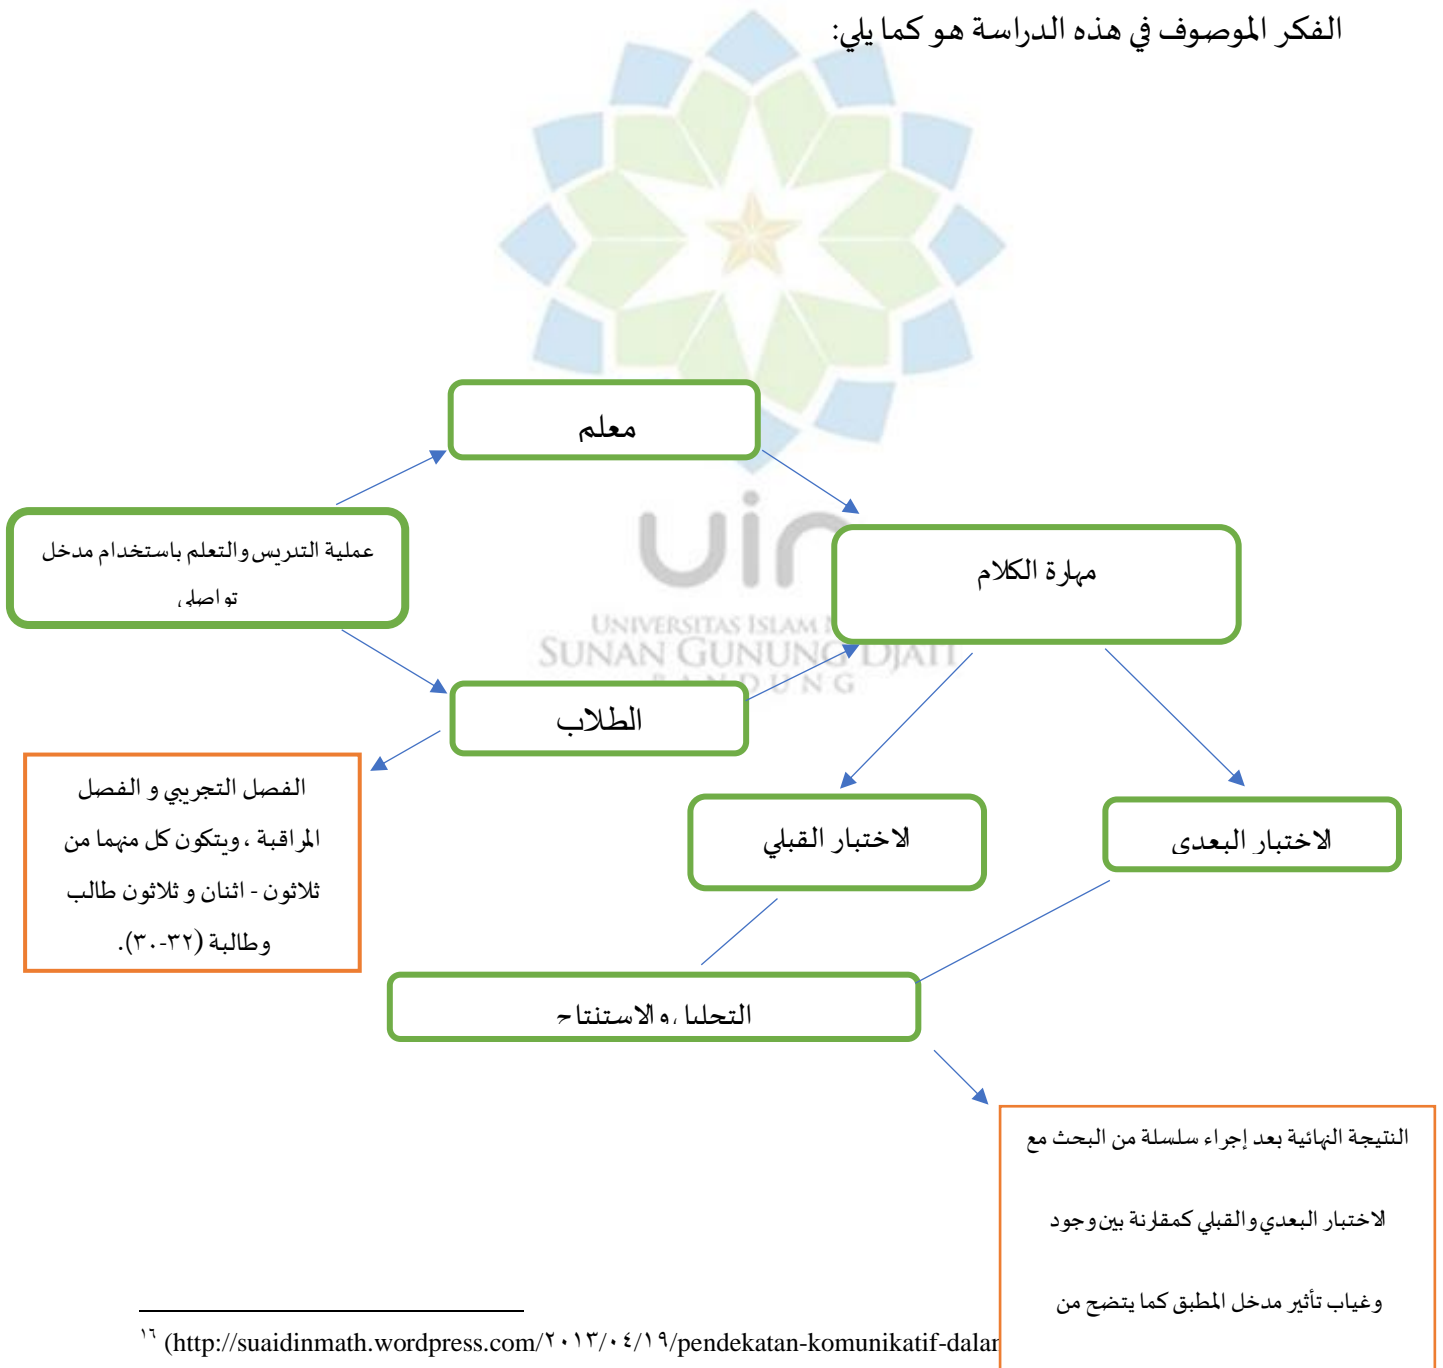 الفكر الموصوف في هذه الدراسة هو كما يلي:
معلم
عملية التدريس والتعلم باستخدام مدخل
تواصلي
مهارة الكلام
الطلاب
الفصل التجريبي و الفصل
المراقبة ، ويتكون كل منهما من
ثلاثون - اثنان و ثلاثون طالب
وطالبة (٣٢-٣٠).
الاختبار القبلي
الاختبار البعدي
التحليل والاستنتاج
النتيجة النهائية بعد إجراء سلسلة من البحث مع
الاختبار البعدي والقبلي كمقارنة بين وجود
وغياب تأثير مدخل المطبق كما يتضح من
uin
UNIVERSITAS ISLAM
SUNAN GUNUNG DJATI
BANDUNG
١٦ (http://suaidinmath.wordpress.com/٢٠١٣/٠٤/١٩/pendekatan-komunikatif-dalam